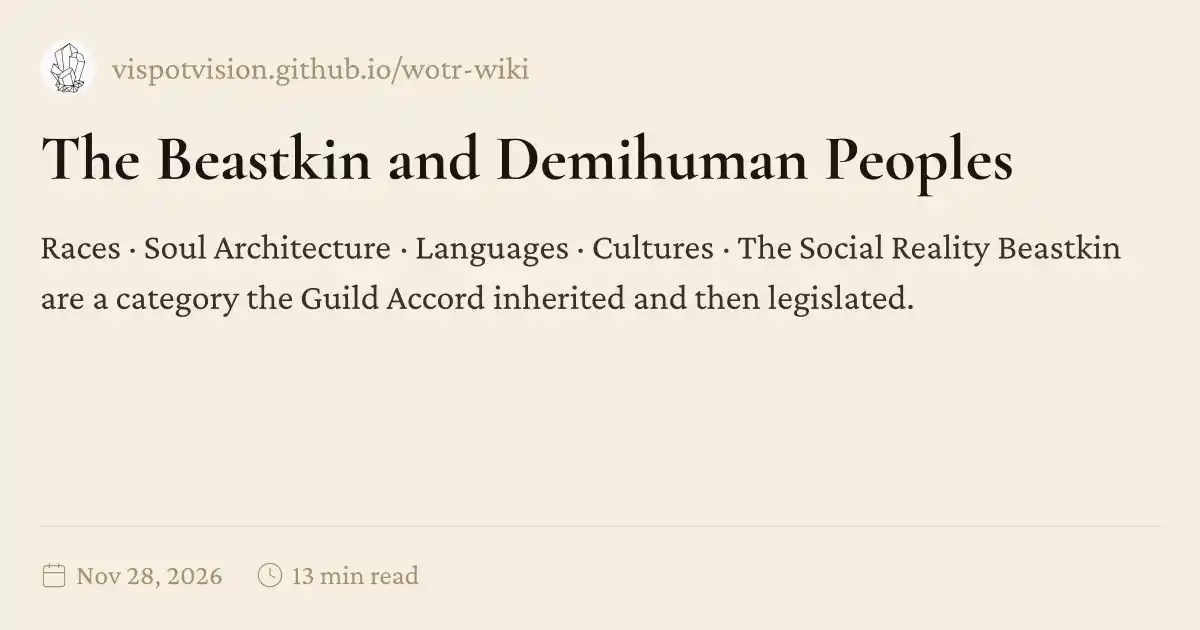 vispotvision.github.io/wotr-wiki
The Beastkin and Demihuman Peoples
Races · Soul Architecture · Languages · Cultures · The Social Reality Beastkin
are a category the Guild Accord inherited and then legislated.
Nov 28, 2026
13 min read